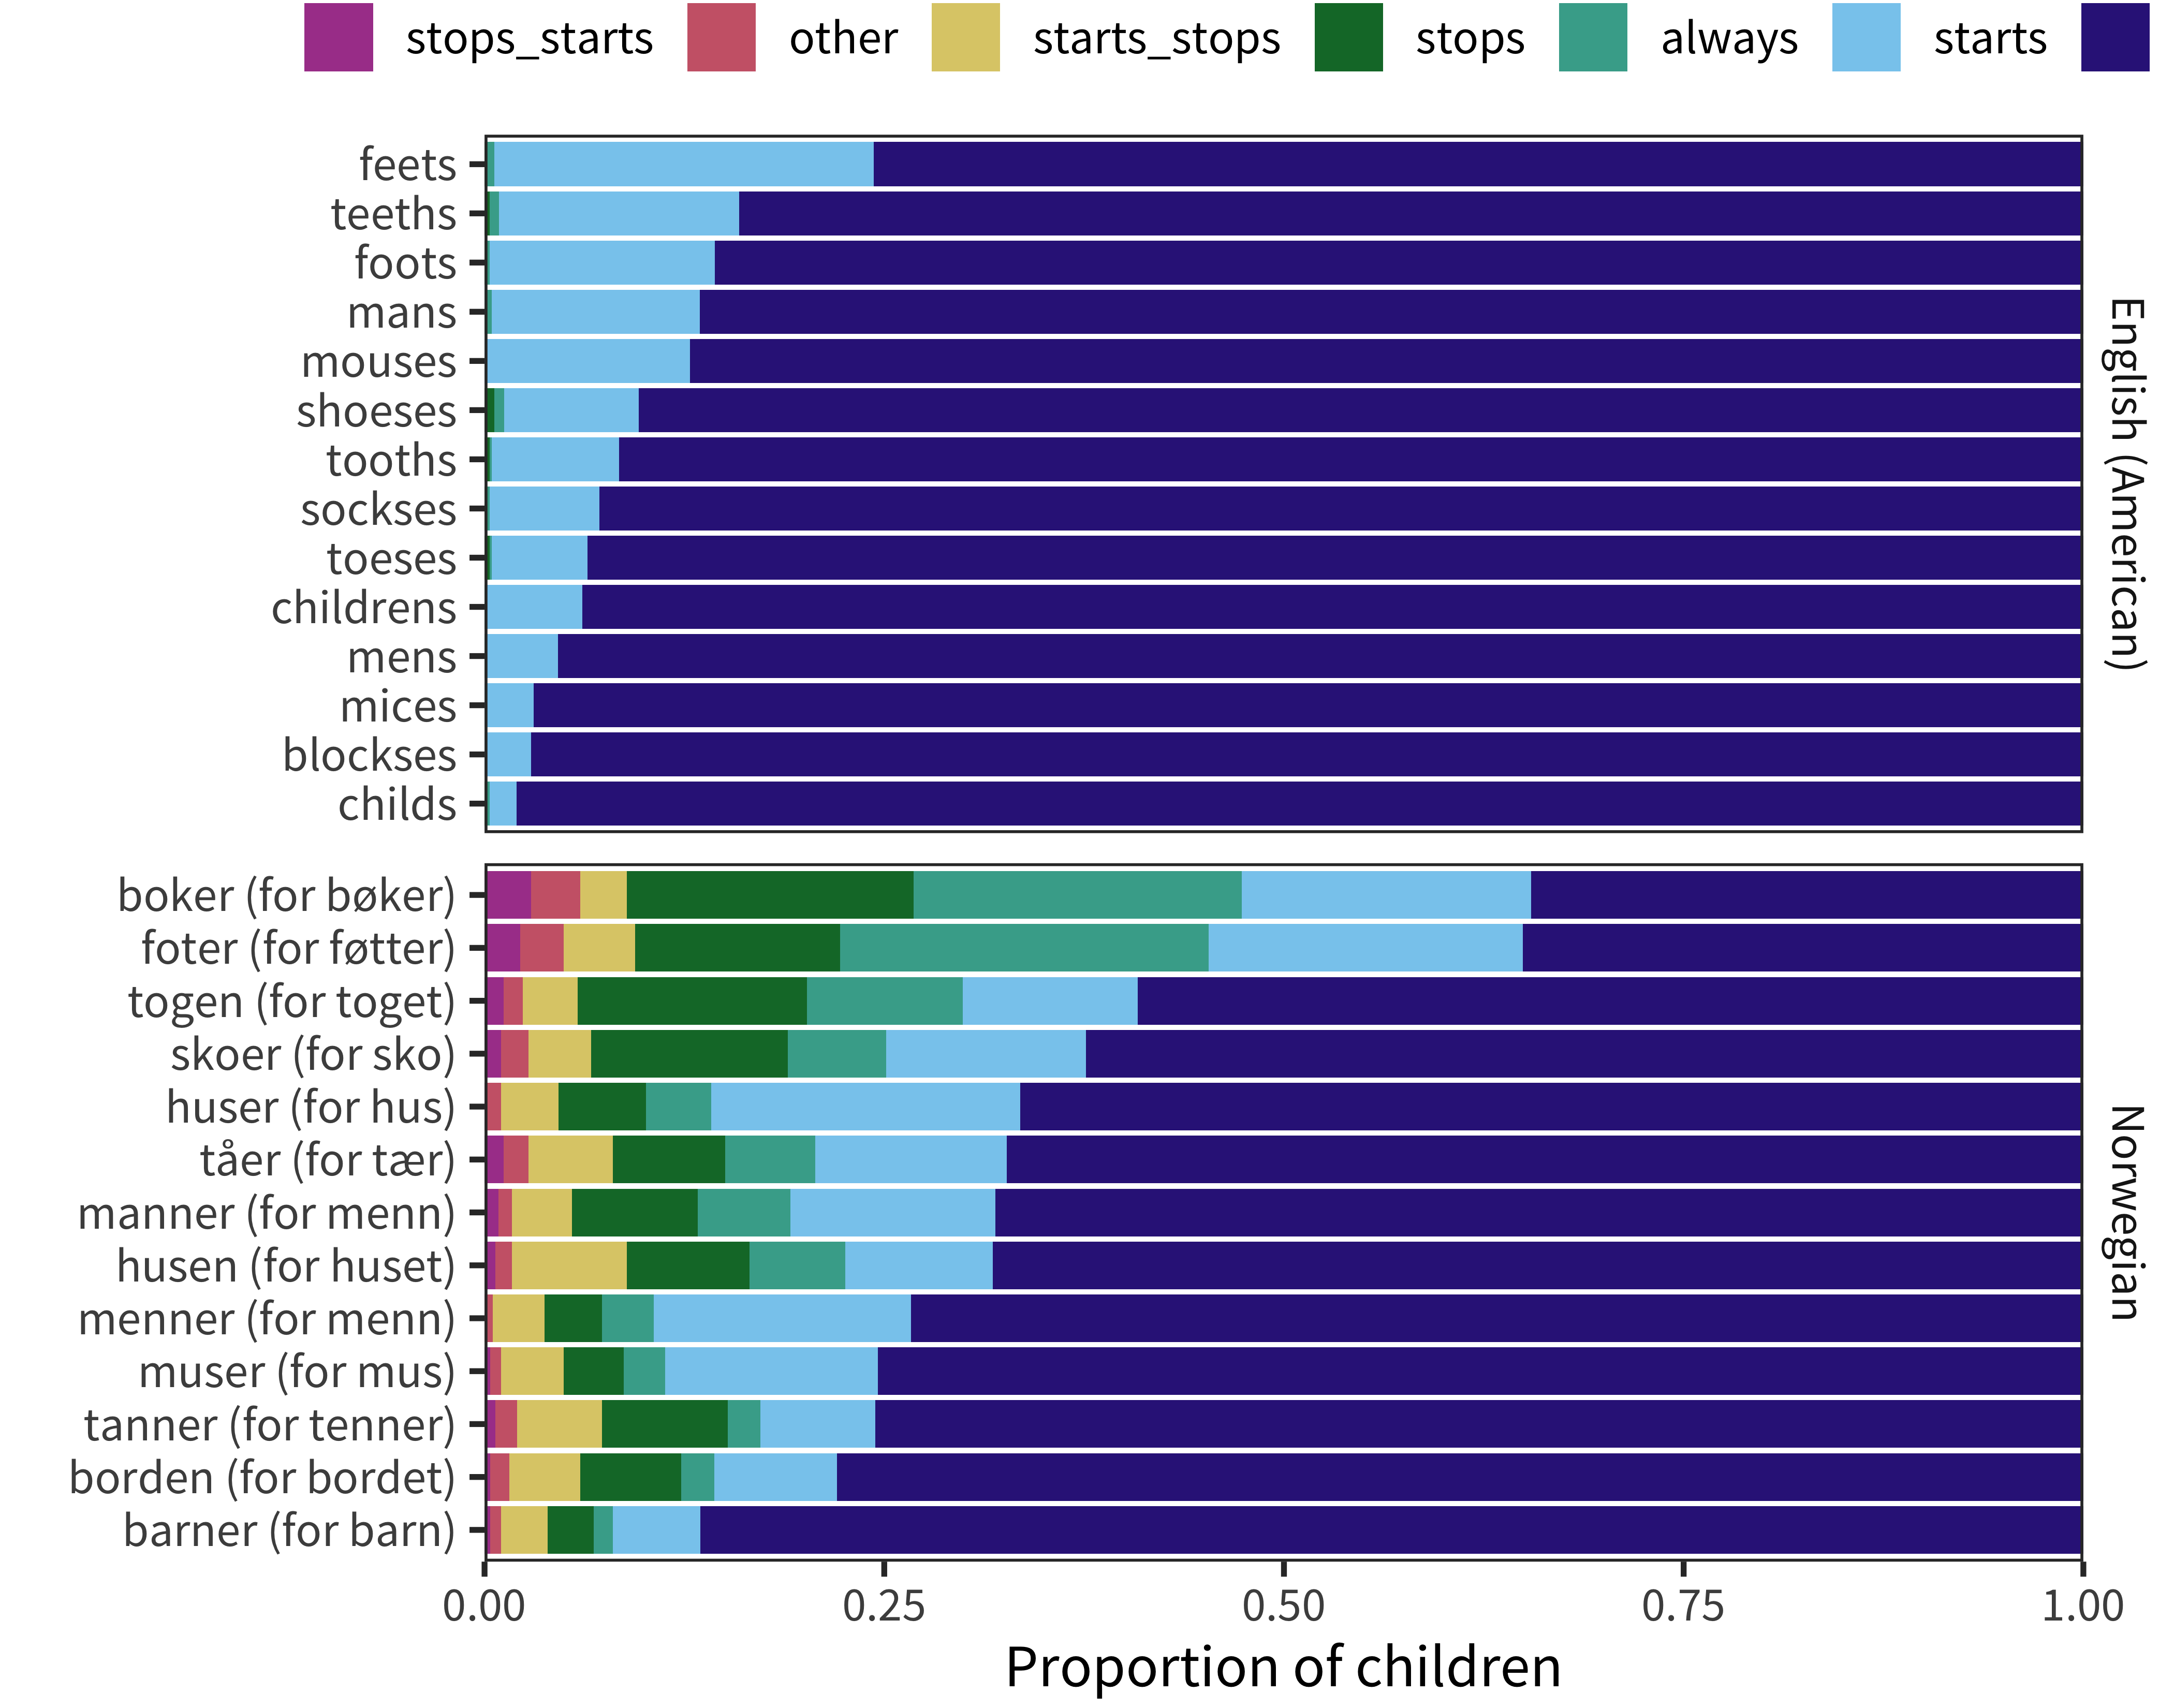 stops_starts other starts_stops stops always starts
feets
teeths
foots
mans
mouses
shoeses
tooths
sockses
toeses
childrens
mens
mices
blockses
childs
English (American)
boker (for bøker)
foter (for føtter)
togen (for toget)
skoer (for sko)
huser (for hus)
tåer (for tær)
manner (for menn)
husen (for huset)
menner (for menn)
muser (for mus)
tanner (for tenner)
borden (for bordet)
barner (for barn)
Norwegian
0.00 0.25 0.50 0.75 1.00
Proportion of children